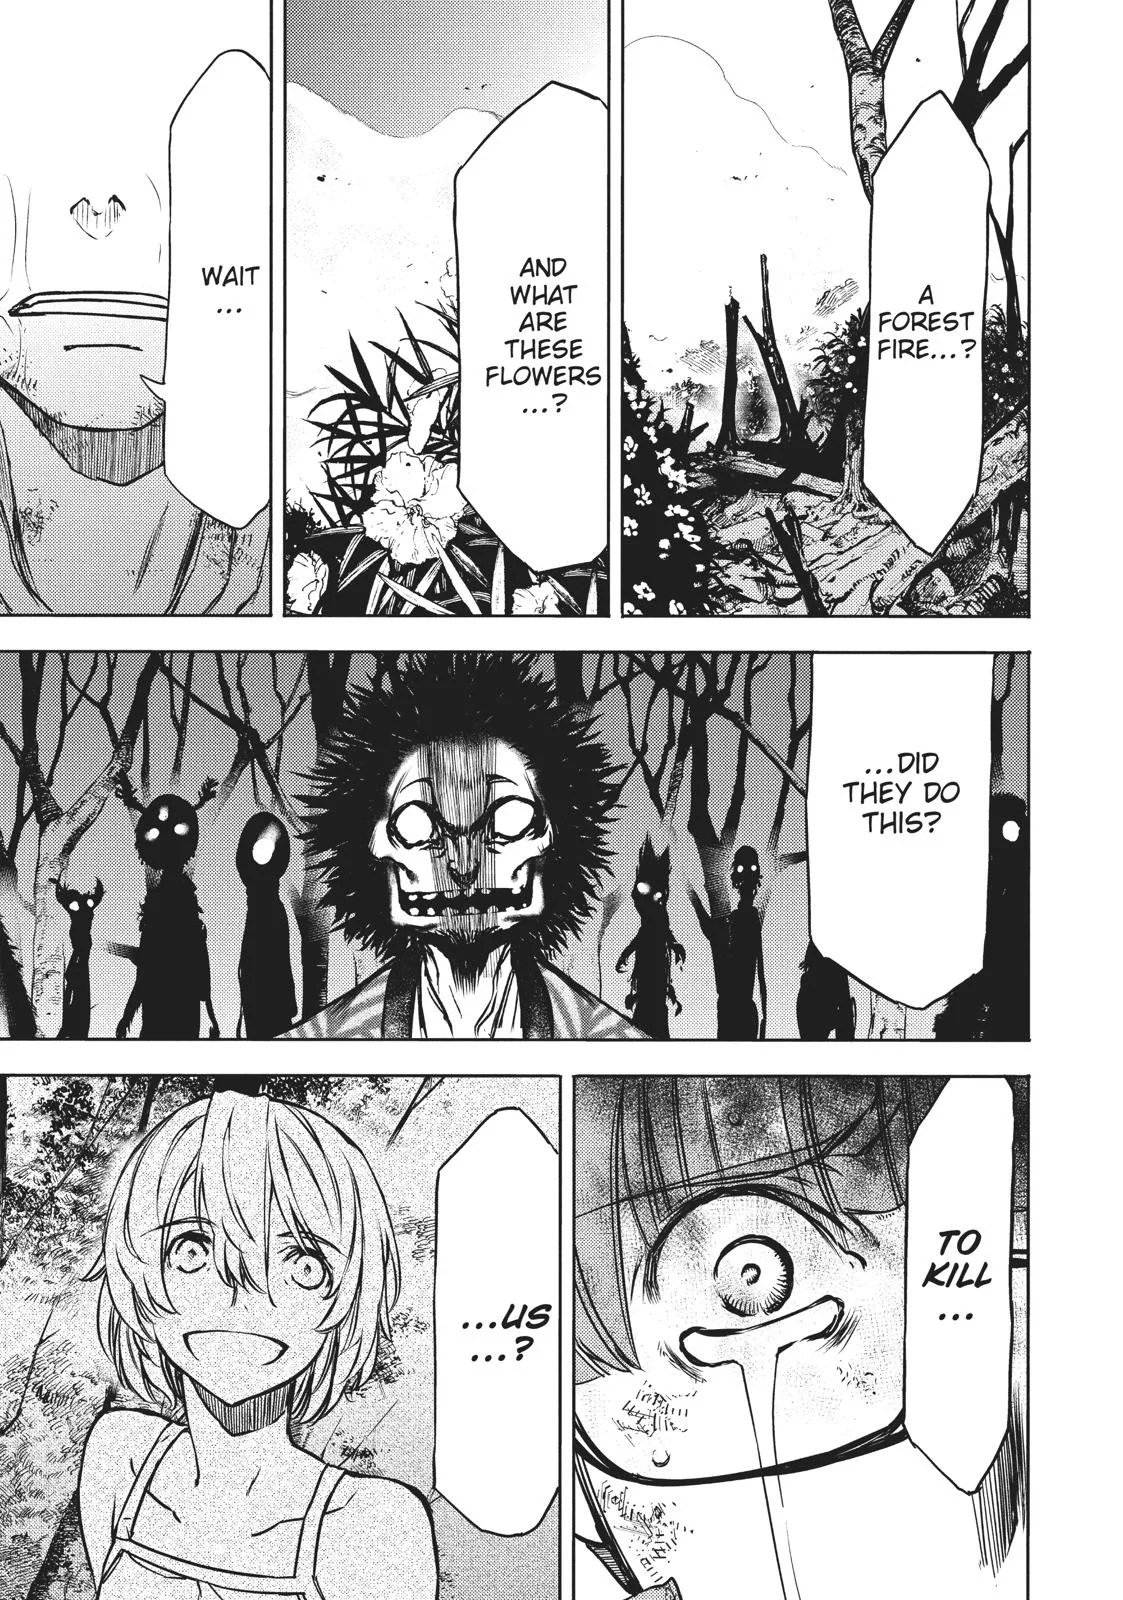 A
FOREST
FIRE...?
AND
WHAT
ARE
THESE
FLOWERS
...?
WAIT
...
...DID
THEY DO
THIS?
TO
KILL
...
...US
...?